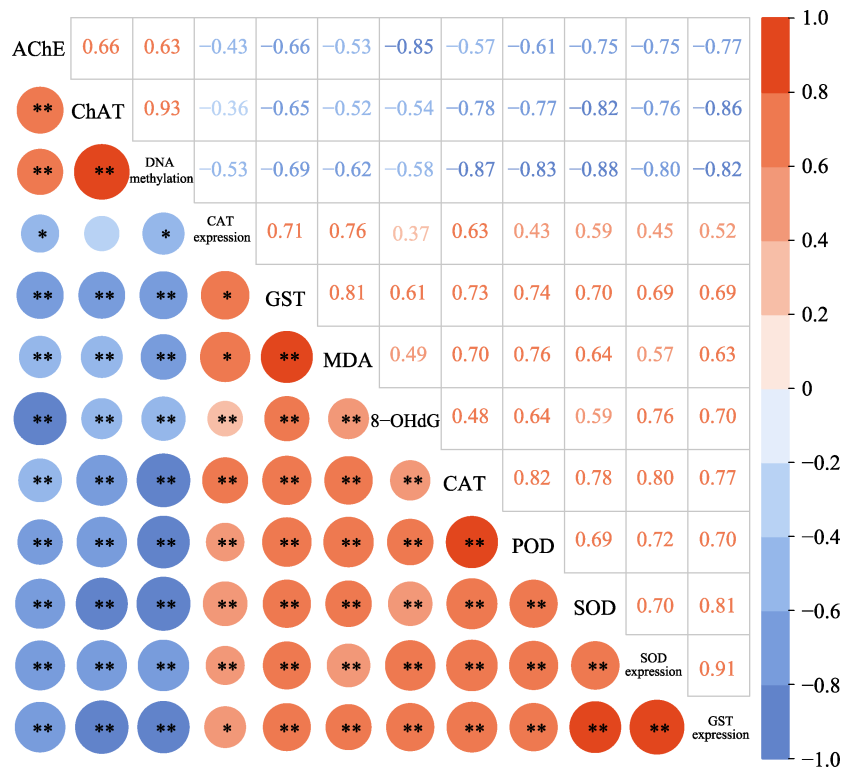 1.0
AChE 0.66 0.63 −0.43 −0.66 −0.53 −0.85 −0.57 −0.61 −0.75 −0.75 −0.77
0.8
** ChAT 0.93 −0.36 −0.65 −0.52 −0.54 −0.78 −0.77 −0.82 −0.76 −0.86
0.6
** ** DNA methylation −0.53 −0.69 −0.62 −0.58 −0.87 −0.83 −0.88 −0.80 −0.82
0.4
* * CAT expression 0.71 0.76 0.37 0.63 0.43 0.59 0.45 0.52
0.2
** ** ** * GST 0.81 0.61 0.73 0.74 0.70 0.69 0.69
** ** ** * ** MDA 0.49 0.70 0.76 0.64 0.57 0.63
0
** ** ** ** ** ** 8−OHdG 0.48 0.64 0.59 0.76 0.70
−0.2
** ** ** ** ** ** ** CAT 0.82 0.78 0.80 0.77
−0.4
** ** ** ** ** ** ** ** POD 0.69 0.72 0.70
−0.6
** ** ** ** ** ** ** ** ** SOD 0.70 0.81
** ** ** ** ** ** ** ** ** ** SOD expression 0.91
−0.8
** ** ** * ** ** ** ** ** ** ** GST expression
−1.0